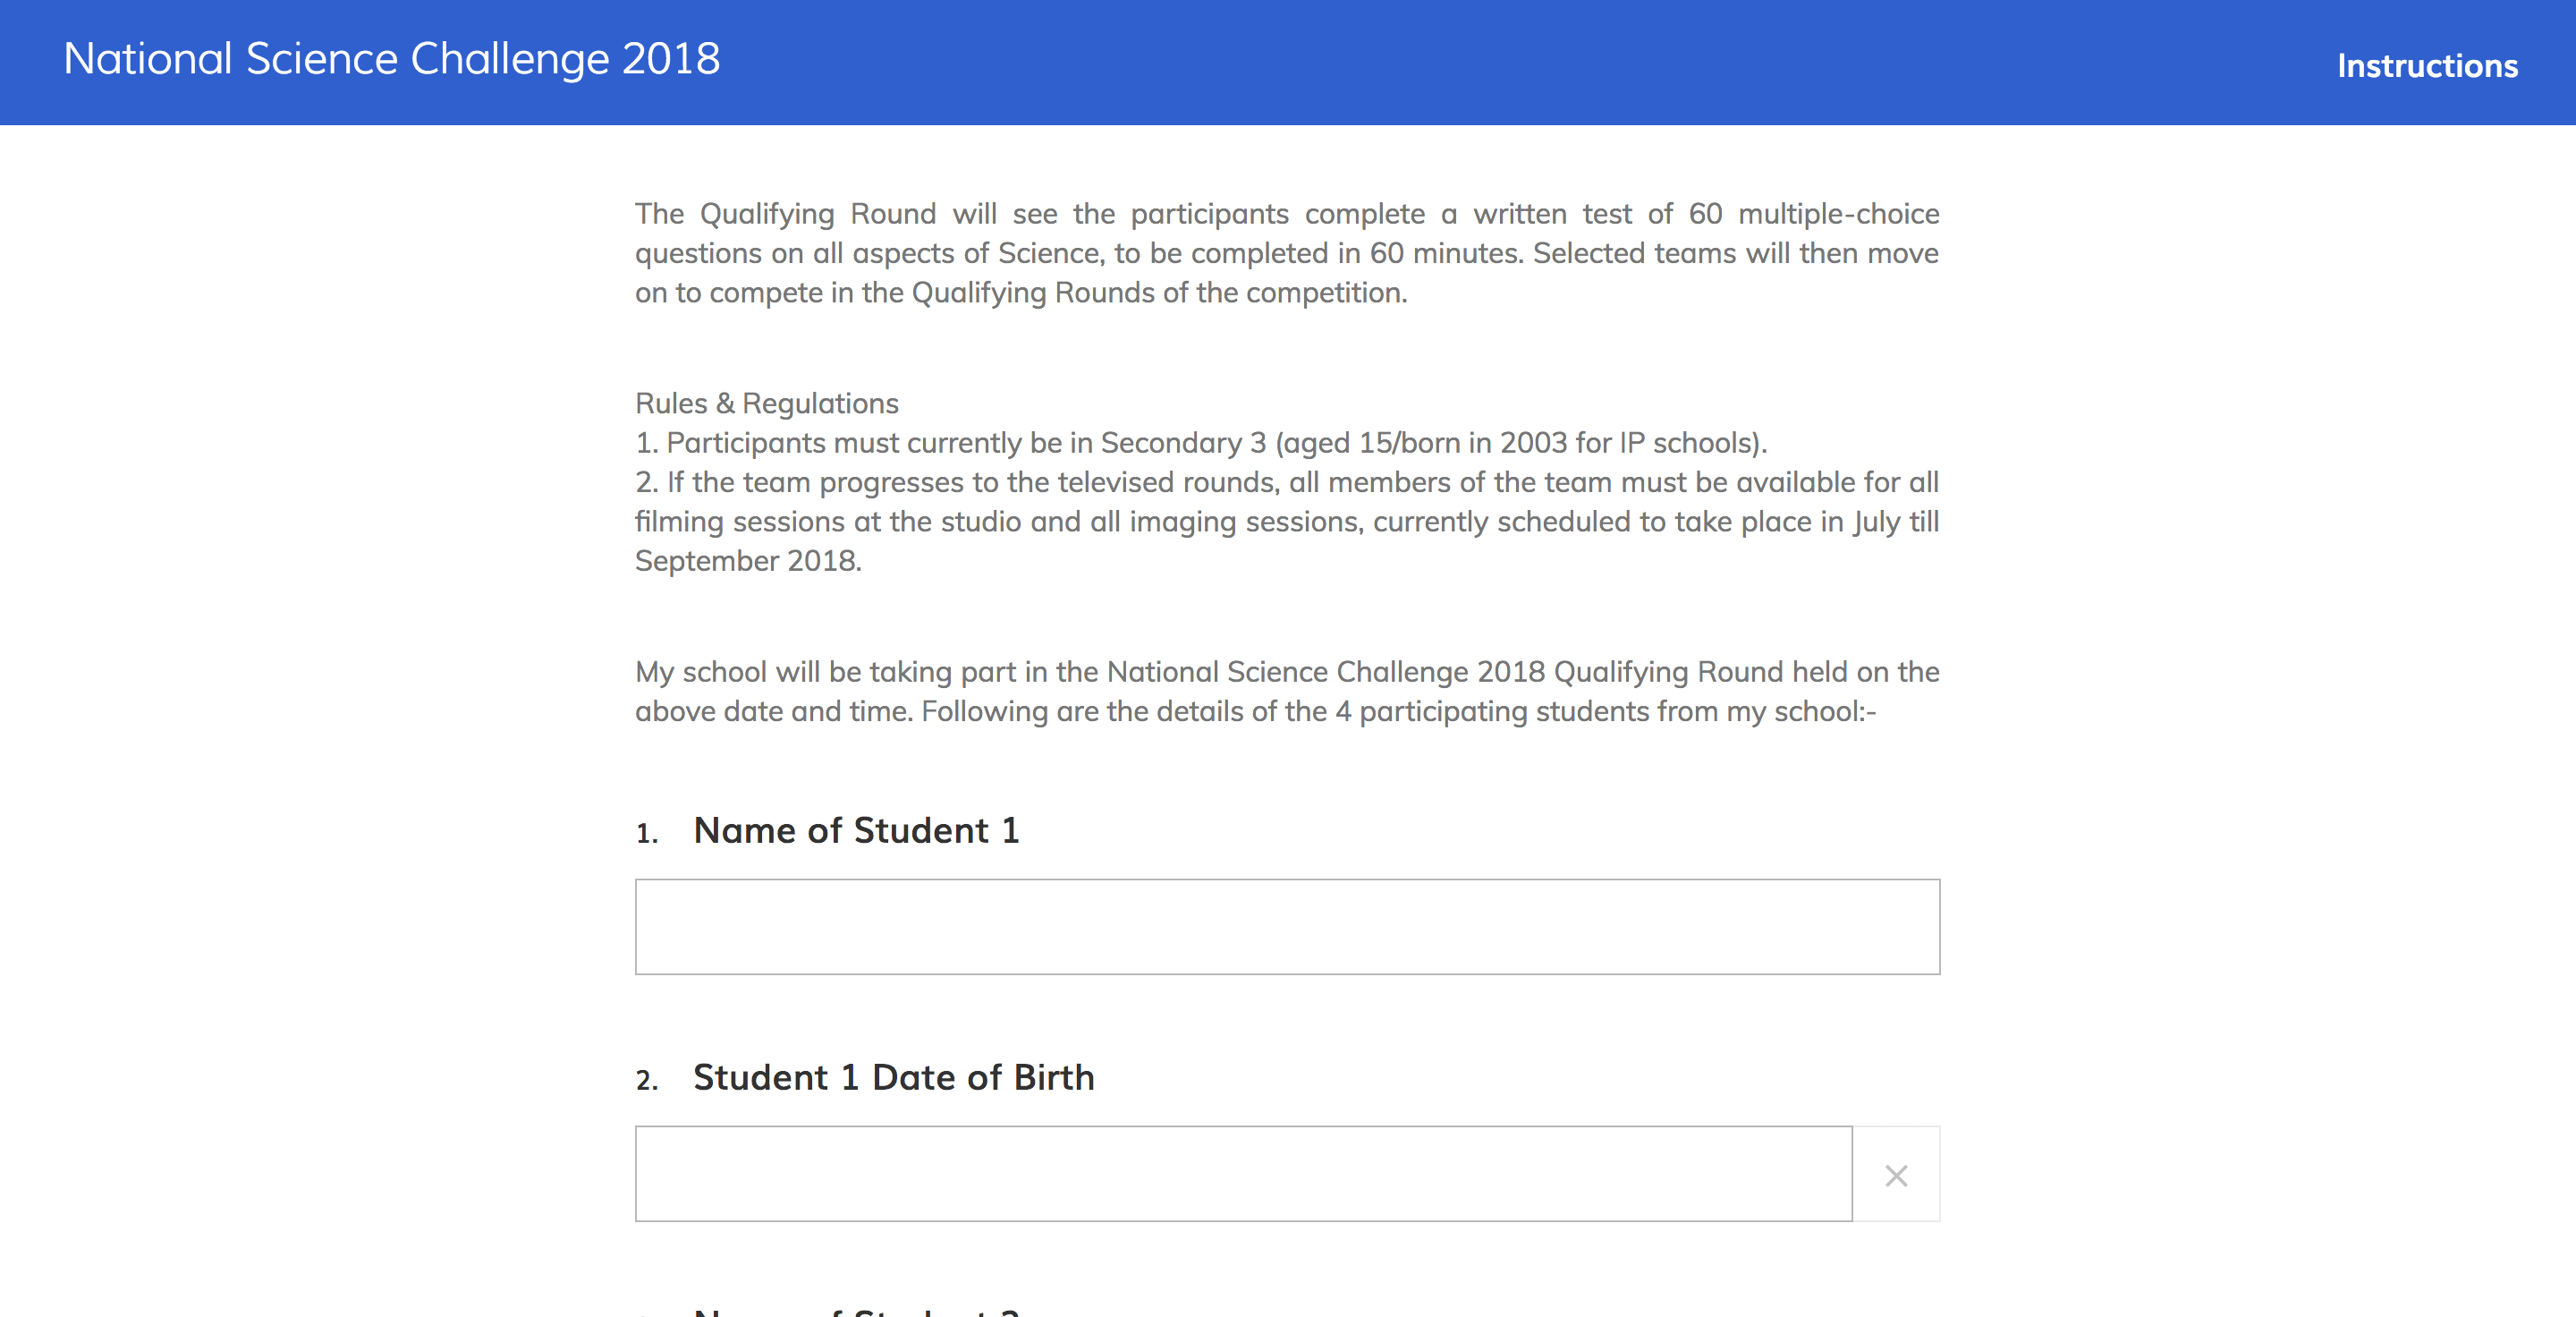 National Science Challenge 2018
Instructions
The Qualifying Round will see the participants complete a written test of 60 multiple-choice
questions on all aspects of Science, to be completed in 60 minutes. Selected teams will then move
on to compete in the Qualifying Rounds of the competition.
Rules & Regulations
1. Participants must currently be in Secondary 3 (aged 15/born in 2003 for IP schools).
2. If the team progresses to the televised rounds, all members of the team must be available for all
filming sessions at the studio and all imaging sessions, currently scheduled to take place in July till
September 2018.
My school will be taking part in the National Science Challenge 2018 Qualifying Round held on the
above date and time. Following are the details of the 4 participating students from my school:-
1. Name of Student 1
2. Student 1 Date of Birth